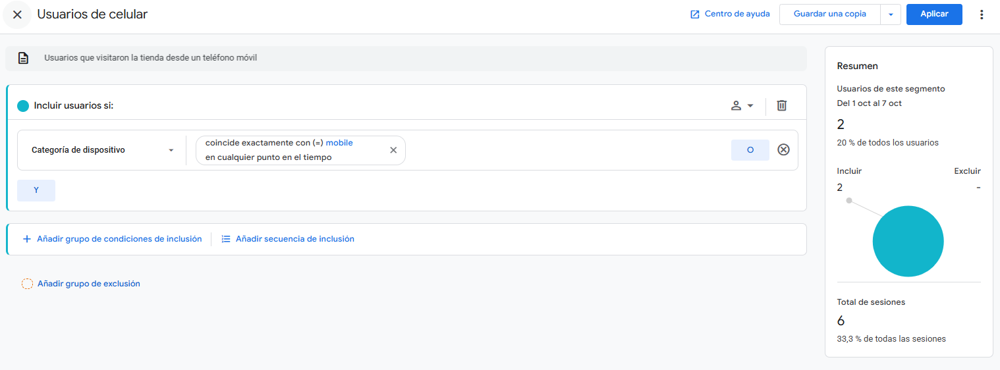 Usuarios de celular
Centro de ayuda
Guardar una copia
Aplicar
Usuarios que visitaron la tienda desde un teléfono móvil
Incluir usuarios si:
Categoría de dispositivo
coincide exactamente con (=) mobile
en cualquier punto en el tiempo
O
Y
Añadir grupo de condiciones de inclusión
Añadir secuencia de inclusión
Añadir grupo de exclusión
Resumen
Usuarios de este segmento
Del 1 oct al 7 oct
2
20 % de todos los usuarios
Incluir Excluir
2 -
Total de sesiones
6
33,3 % de todas las sesiones